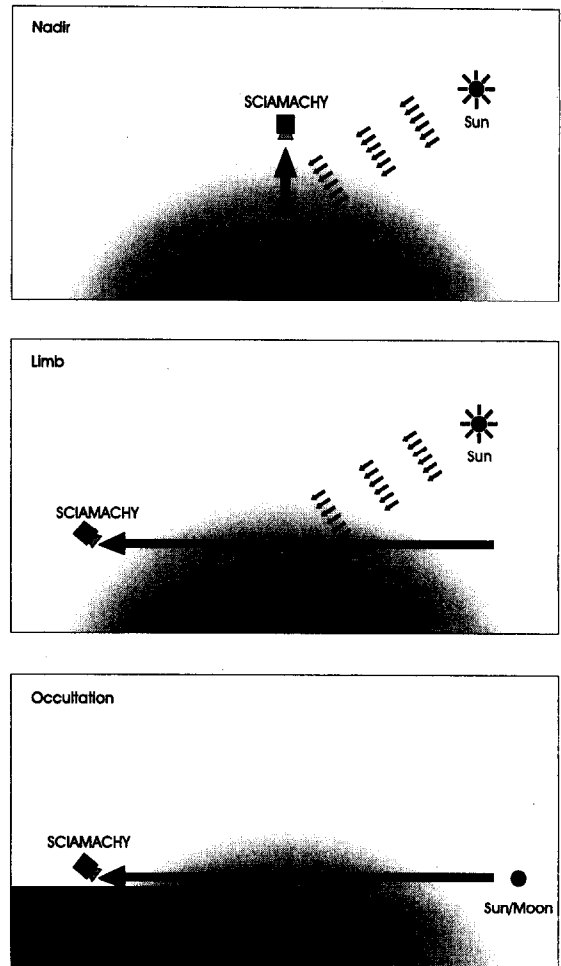 Nadir
SCIAMACHY
Sun
Limb
Sun
SCIAMACHY
Occultation
SCIAMACHY
Sun/Moon